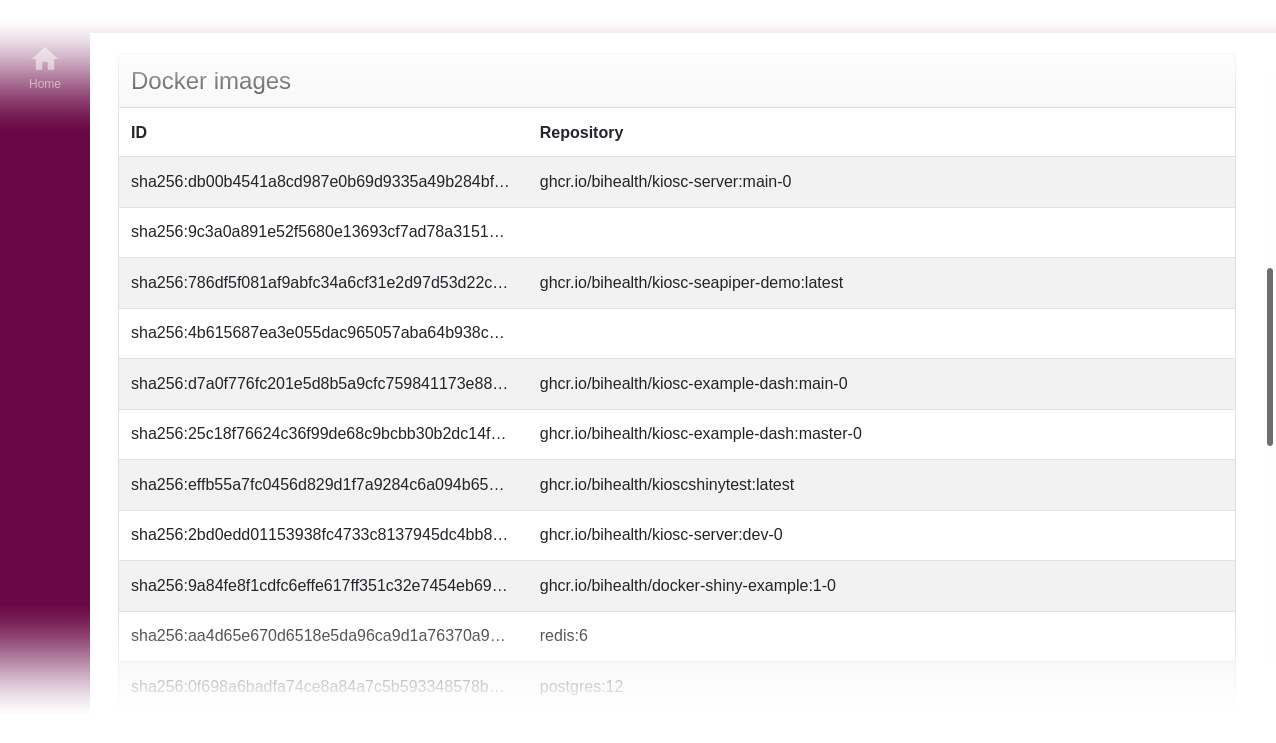 Home
Docker images
ID Repository
sha256:db00b4541a8cd987e0b69d9335a49b284bf... ghcr.io/bihealth/kiosc-server:main-0
sha256:9c3a0a891e52f5680e13693cf7ad78a3151...
sha256:786df5f081af9abfc34a6cf31e2d97d53d22c... ghcr.io/bihealth/kiosc-seapiper-demo:latest
sha256:4b615687ea3e055dac965057aba64b938c...
sha256:d7a0f776fc201e5d8b5a9cfc759841173e88... ghcr.io/bihealth/kiosc-example-dash:main-0
sha256:25c18f76624c36f99de68c9bcbb30b2dc14f... ghcr.io/bihealth/kiosc-example-dash:master-0
sha256:effb55a7fc0456d829d1f7a9284c6a094b65... ghcr.io/bihealth/kioscshinytest:latest
sha256:2bd0edd01153938fc4733c8137945dc4bb8... ghcr.io/bihealth/kiosc-server:dev-0
sha256:9a84fe8f1cdfc6effe617ff351c32e7454eb69... ghcr.io/bihealth/docker-shiny-example:1-0
sha256:aa4d65e670d6518e5da96ca9d1a76370a9... redis:6
sha256:0f698a6badfa74ce8a84a7c5b593348578b... postgres:12